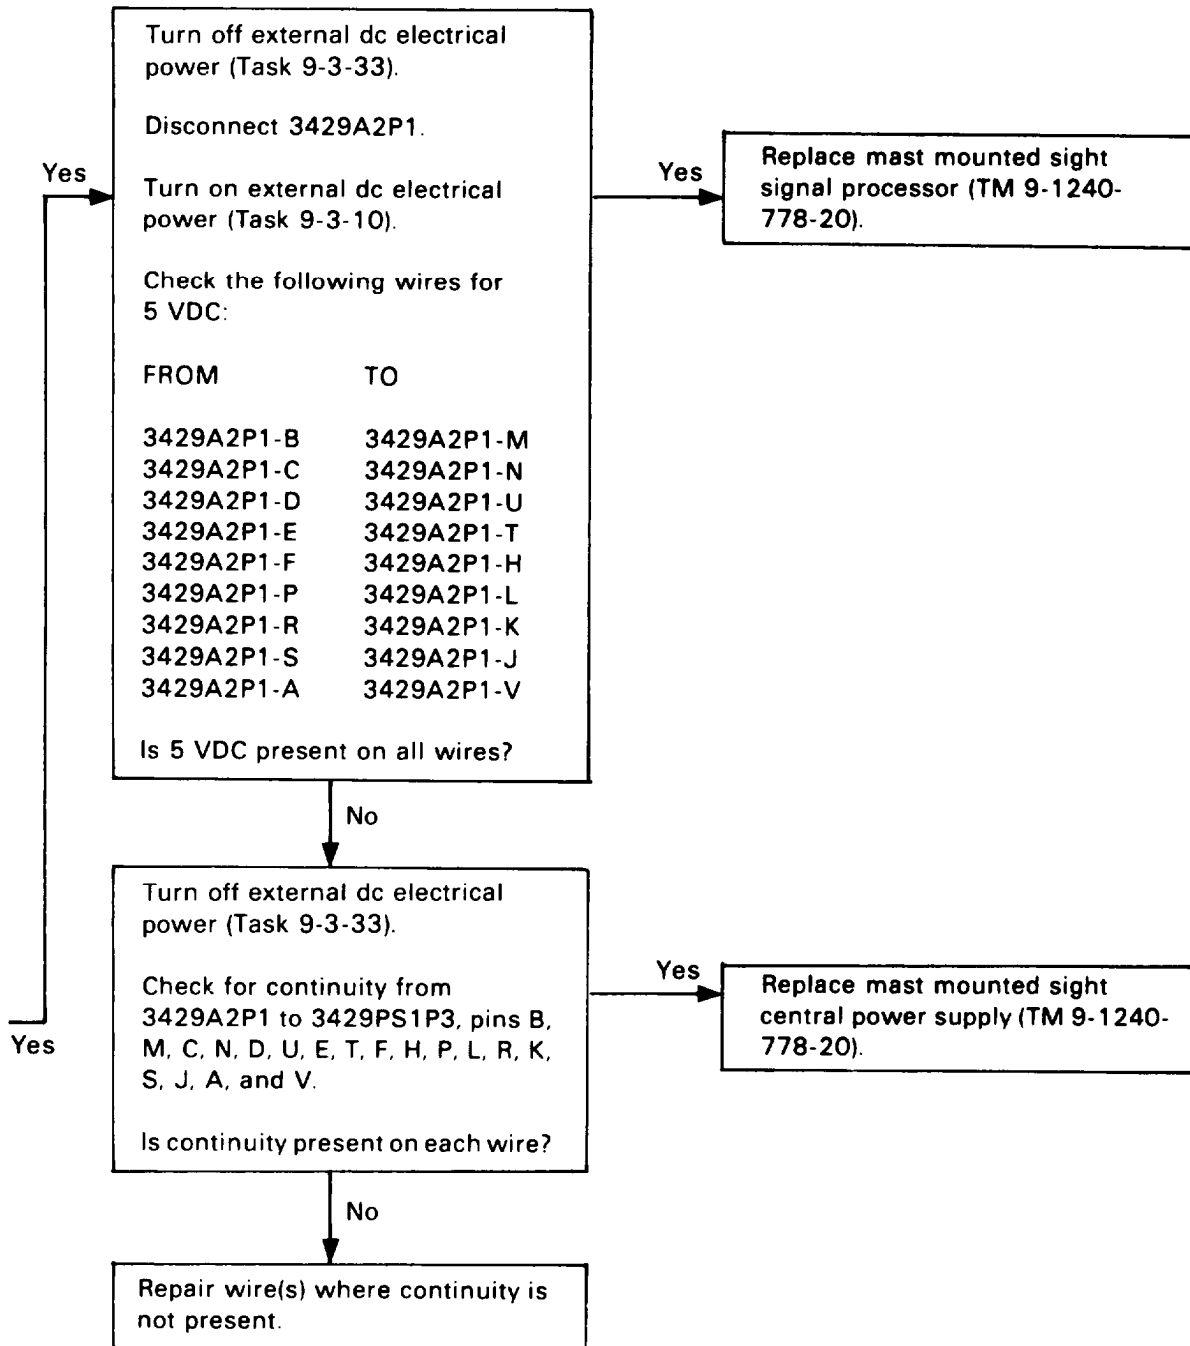 Turn off external dc electrical
power (Task 9-3-33).
Disconnect 3429A2P1.
Turn on external dc electrical
power (Task 9-3-10).
Check the following wires for
5 VDC:
FROM TO
3429A2P1-B 3429A2P1-M
3429A2P1-C 3429A2P1-N
3429A2P1-D 3429A2P1-U
3429A2P1-E 3429A2P1-T
3429A2P1-F 3429A2P1-H
3429A2P1-P 3429A2P1-L
3429A2P1-R 3429A2P1-K
3429A2P1-S 3429A2P1-J
3429A2P1-A 3429A2P1-V
Is 5 VDC present on all wires?
Yes
Yes
Replace mast mounted sight
signal processor (TM 9-1240-
778-20).
No
Turn off external dc electrical
power (Task 9-3-33).
Check for continuity from
3429A2P1 to 3429PS1P3, pins B,
M, C, N, D, U, E, T, F, H, P, L, R, K,
S, J, A, and V.
Is continuity present on each wire?
Yes
Yes
Replace mast mounted sight
central power supply (TM 9-1240-
778-20).
No
Repair wire(s) where continuity is
not present.